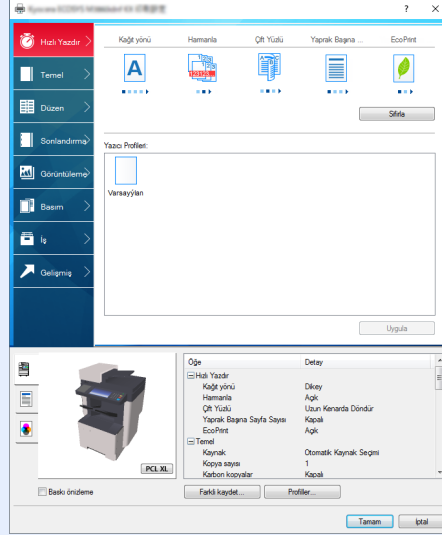 ? ×
Hızlı Yazdır
Kağıt yönü Harmanla Çift Yüzlü Yaprak Başına ... EcoPrint
A
123123...
Temel
Düzen
Sıfırla
Sonlandırma
Yazıcı Profilleri:
Görüntüleme
Varsayýlan
Basım
İş
Gelişmiş
Uygula
Öğe Detay
Hızlı Yazdır
Kağıt yönü Dikey
Harmanla Açık
Çift Yüzlü Uzun Kenarda Döndür
Yaprak Başına Sayfa Sayısı Kapalı
EcoPrint Açık
Temel
Kaynak Otomatik Kaynak Seçimi
Kopya sayısı 1
Karbon kopyalar Kapalı
PCL XL
Baskı önizleme Farklı kaydet... Profiller...
Tamam İptal